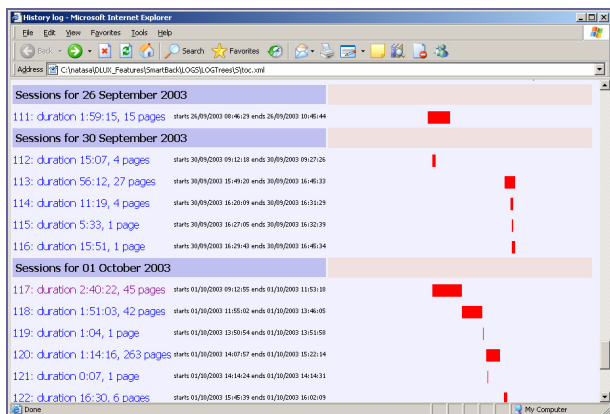 History log - Microsoft Internet Explorer
File Edit View Favorites Tools Help
Back Search Favorites
Address C:\natasa\DLUX_Features\SmartBack\LOGS\LOGTrees\S\toc.xml
Sessions for 26 September 2003
111: duration 1:59:15, 15 pages starts 26/09/2003 08:46:29 ends 26/09/2003 10:45:44
Sessions for 30 September 2003
112: duration 15:07, 4 pages starts 30/09/2003 09:12:18 ends 30/09/2003 09:27:26
113: duration 56:12, 27 pages starts 30/09/2003 15:49:20 ends 30/09/2003 16:45:33
114: duration 11:19, 4 pages starts 30/09/2003 16:20:09 ends 30/09/2003 16:31:29
115: duration 5:33, 1 page starts 30/09/2003 16:27:05 ends 30/09/2003 16:32:39
116: duration 15:51, 1 page starts 30/09/2003 16:29:43 ends 30/09/2003 16:45:34
Sessions for 01 October 2003
117: duration 2:40:22, 45 pages starts 01/10/2003 09:12:55 ends 01/10/2003 11:53:18
118: duration 1:51:03, 42 pages starts 01/10/2003 11:55:02 ends 01/10/2003 13:46:05
119: duration 1:04, 1 page starts 01/10/2003 13:50:54 ends 01/10/2003 13:51:58
120: duration 1:14:16, 263 pages starts 01/10/2003 14:07:57 ends 01/10/2003 15:22:14
121: duration 0:07, 1 page starts 01/10/2003 14:14:24 ends 01/10/2003 14:14:31
122: duration 16:30, 6 pages starts 01/10/2003 15:45:39 ends 01/10/2003 16:02:09
Done My Computer